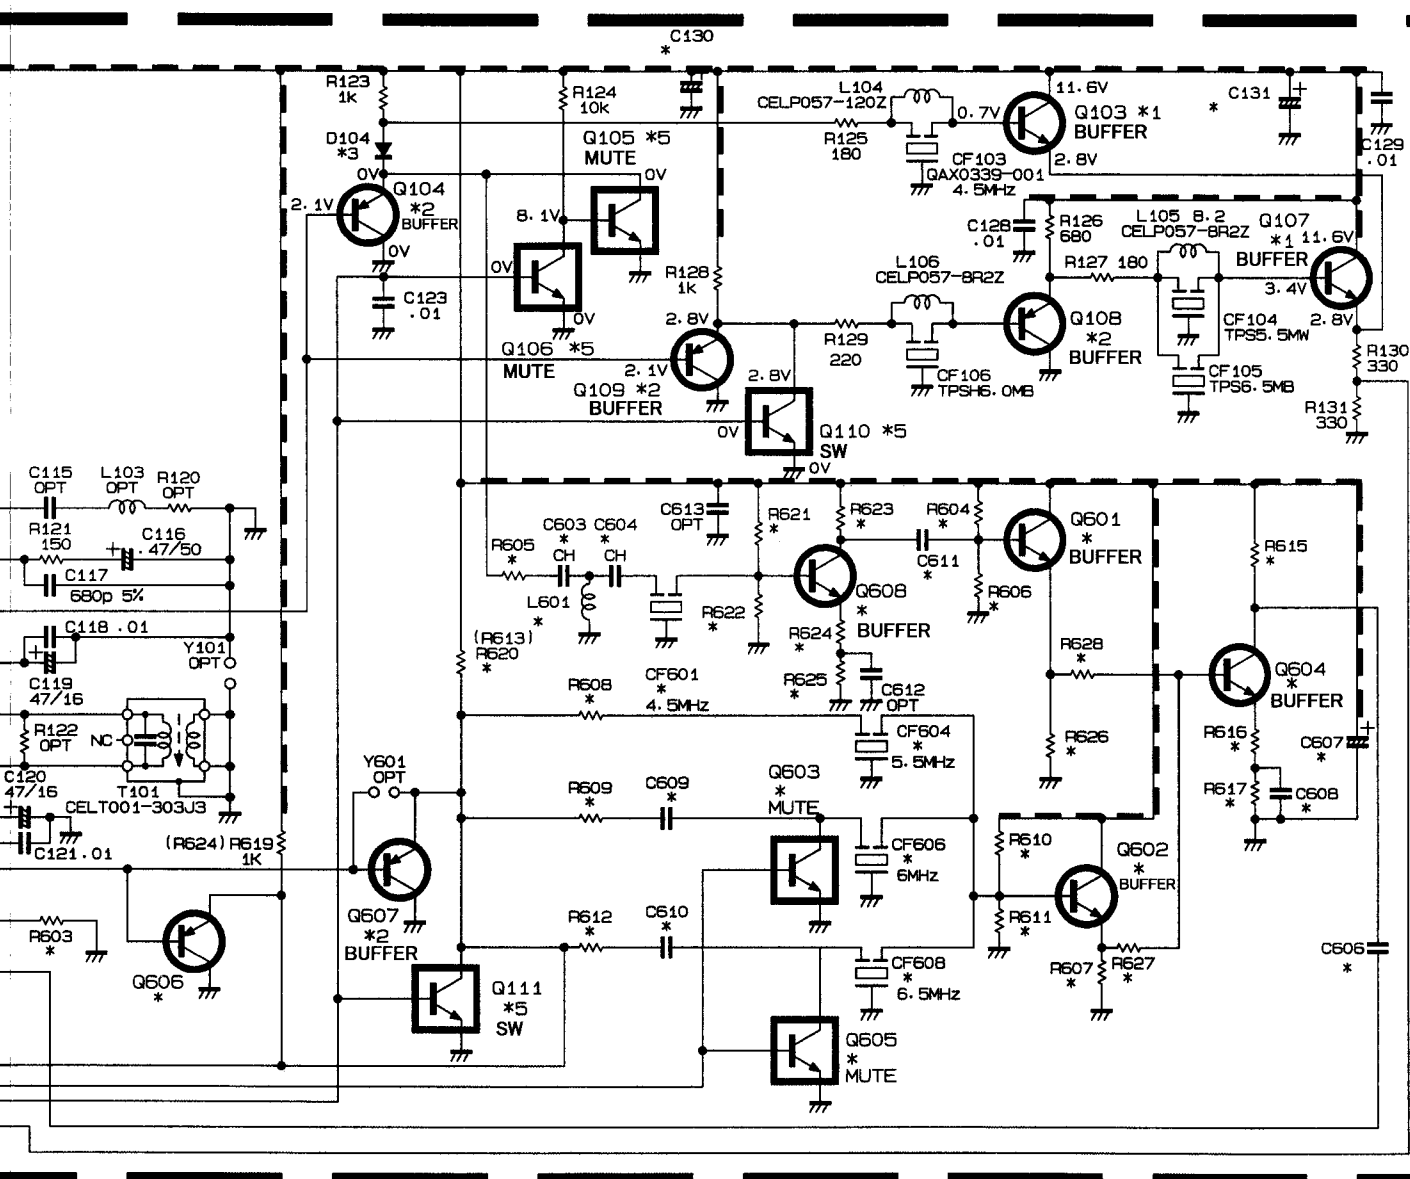 C130
*
R123
1k
R124
10k
L104
CELP057-120Z
0.7V
11.6V
Q103 *1
BUFFER
C131
*
+
C129
.01
D104
*3
Q105 *5
MUTE
R125
180
CF103
QAX0339-001
4.5MHz
2.8V
0V
Q104
*2
BUFFER
2.1V
0V
0V
8.1V
C128
.01
R126
680
L105 8.2
CELP057-8R2Z
Q107
*1
11.6V
BUFFER
0V
R128
1k
L106
CELP057-8R2Z
R127 180
3.4V
C123
.01
0V
2.8V
Q108
*2
BUFFER
CF104
TPS5.5MW
2.8V
Q106 *5
MUTE
R129
220
R130
330
2.1V
2.8V
CF106
TPSH6.0MB
CF105
TPS6.5MB
Q109 *2
BUFFER
0V
Q110 *5
SW
0V
R131
330
C115
OPT
L103
OPT
R120
OPT
R121
150
+
C116
.47/50
C117
680p 5%
C613
OPT
R621
*
R623
*
R604
*
Q601
*
BUFFER
R605
*
C603
*
CH
C604
*
CH
C611
*
R615
*
L601
*
R622
*
Q608
*
BUFFER
R606
*
C118 .01
+
C119
47/16
Y101
OPT
(R613)
R620
*
R624
*
R628
*
Q604
*
BUFFER
CF601
*
4.5MHz
R625
*
C612
OPT
R608
*
R122
OPT
NC
CF604
*
5.5MHz
R626
*
R616
*
C607
*
+
C120
47/16
+
T101
CELT001-303J3
Y601
OPT
R609
*
C609
*
Q603
*
MUTE
R617
*
C608
*
C121 .01
(R624) R619
1K
CF606
*
6MHz
R610
*
Q602
*
BUFFER
R603
*
Q607
*2
BUFFER
R612
*
C610
*
R611
*
C606
*
Q606
*
Q111
*5
SW
CF608
*
6.5MHz
R607
*
R627
*
Q605
*
MUTE